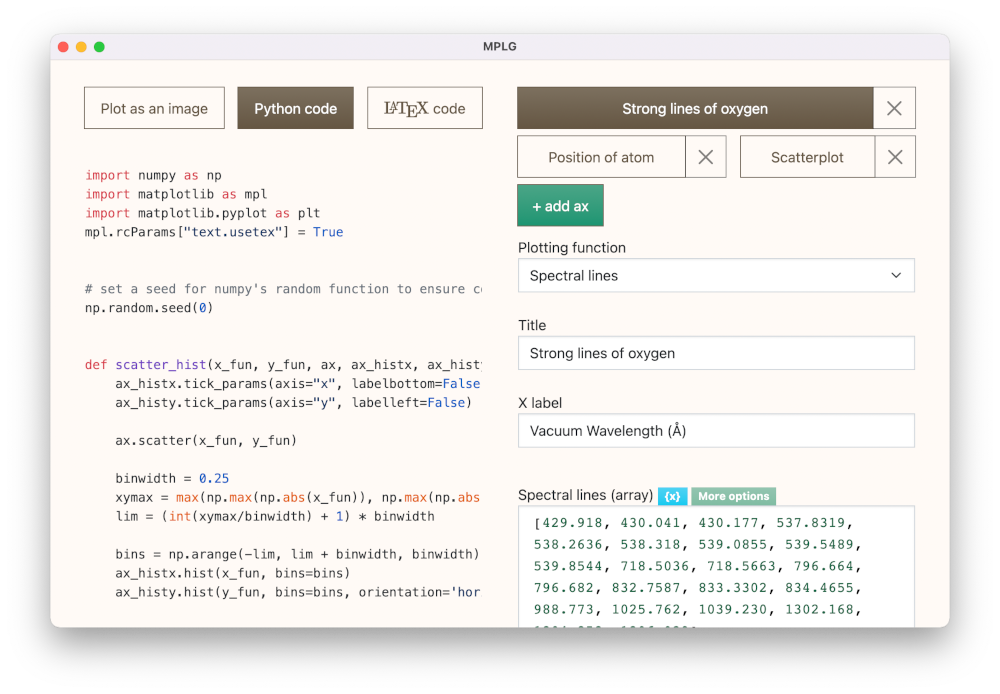 MPLG
Plot as an image
Python code
LATEX code
import numpy as np
import matplotlib as mpl
import matplotlib.pyplot as plt
mpl.rcParams["text.usetex"] = True
# set a seed for numpy's random function to ensure
np.random.seed(0)
def scatter_hist(x_fun, y_fun, ax, ax_histx,
ax_histx.tick_params(axis="x", labelbottom=False
ax_histy.tick_params(axis="y", labelleft=False)
ax.scatter(x_fun, y_fun)
binwidth = 0.25
xymax = max(np.max(np.abs(x_fun)), np.max(np.abs
lim = (int(xymax/binwidth) + 1) * binwidth
bins = np.arange(-lim, lim + binwidth, binwidth)
ax_histx.hist(x_fun, bins=bins)
ax_histy.hist(y_fun, bins=bins, orientation='hor
Strong lines of oxygen
Position of atom
Scatterplot
+ add ax
Plotting function
Spectral lines
Title
Strong lines of oxygen
X label
Vacuum Wavelength (Å)
Spectral lines (array) {x} More options
[429.918, 430.041, 430.177, 537.8319,
538.2636, 538.318, 539.0855, 539.5489,
539.8544, 718.5036, 718.5663, 796.664,
796.682, 832.7587, 833.3302, 834.4655,
988.773, 1025.762, 1039.230, 1302.168,